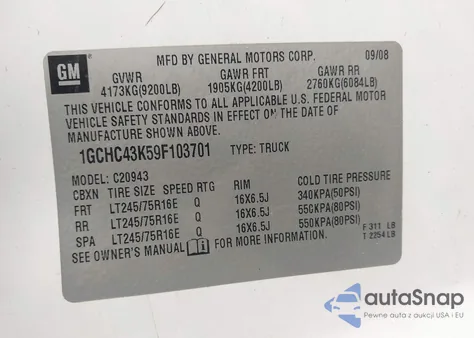 GM
MFD BY GENERAL MOTORS CORP. 09/08
GVWR GAWR FRT GAWR RR
4173KG(9200LB) 1905KG(4200LB) 2760KG(6084LB)
THIS VEHICLE CONFORMS TO ALL APPLICABLE U.S. FEDERAL MOTOR
VEHICLE SAFETY STANDARDS IN EFFECT ON THE DATE OF
MANUFACTURE SHOWN ABOVE.
1GCHC43K59F103701 TYPE: TRUCK
MODEL: C20943
CBXN TIRE SIZE SPEED RTG RIM COLD TIRE PRESSURE
FRT LT245/75R16E Q 16X6.5J 340KPA(50PSI)
RR LT245/75R16E Q 16X6.5J 550KPA(80PSI)
SPA LT245/75R16E Q 16X6.5J 550KPA(80PSI)
SEE OWNER'S MANUAL i FOR MORE INFORMATION.
F 311 LB
T 2254 LB
autoSnap
Pewne auta z aukcji USA i EU